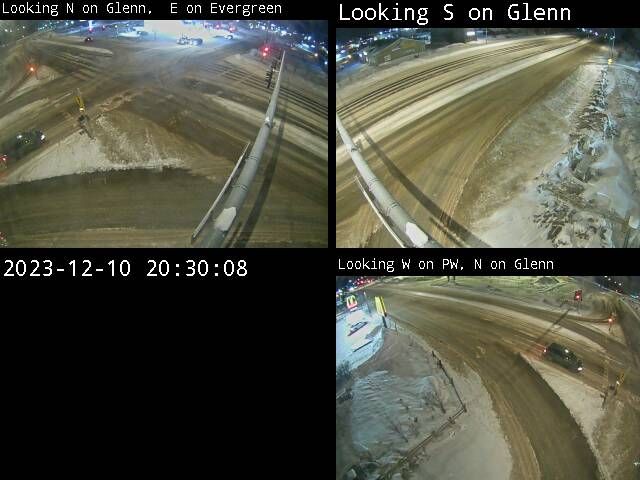 Looking N on Glenn, E on Evergreen
Looking S on Glenn
2023-12-10 20:30:08
Looking W on PW, N on Glenn